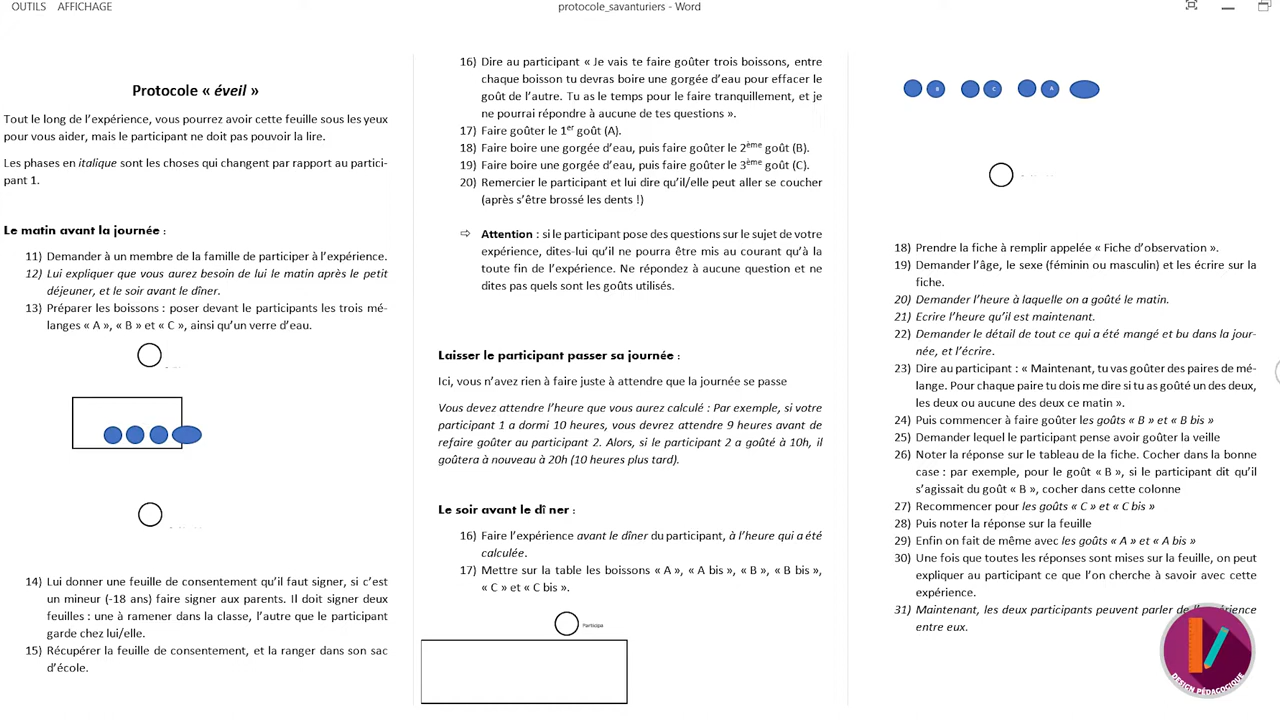 OUTILS AFFICHAGE
protocole_savanturiers - Word
Protocole « éveil »
Tout le long de l'expérience, vous pourrez avoir cette feuille sous les yeux
pour vous aider, mais le participant ne doit pas pouvoir la lire.
Les phases en italique sont les choses qui changent par rapport au partici-
pant 1.
Le matin avant la journée :
11) Demander à un membre de la famille de participer à l'expérience.
12) Lui expliquer que vous aurez besoin de lui le matin après le petit
déjeuner, et le soir avant le dîner.
13) Préparer les boissons : poser devant le participants les trois mé-
langes « A », « B » et « C », ainsi qu'un verre d'eau.
14) Lui donner une feuille de consentement qu'il faut signer, si c'est
un mineur (-18 ans) faire signer aux parents. Il doit signer deux
feuilles : une à ramener dans la classe, l'autre que le participant
garde chez lui/elle.
15) Récupérer la feuille de consentement, et la ranger dans son sac
d'école.
16) Dire au participant « Je vais te faire goûter trois boissons, entre
chaque boisson tu devras boire une gorgée d'eau pour effacer le
goût de l'autre. Tu as le temps pour le faire tranquillement, et je
ne pourrai répondre à aucune de tes questions ».
17) Faire goûter le 1er goût (A).
18) Faire boire une gorgée d'eau, puis faire goûter le 2ème goût (B).
19) Faire boire une gorgée d'eau, puis faire goûter le 3ème goût (C).
20) Remercier le participant et lui dire qu'il/elle peut aller se coucher
(après s'être brossé les dents !)
⇨ Attention : si le participant pose des questions sur le sujet de votre
expérience, dites-lui qu'il ne pourra être mis au courant qu'à la
toute fin de l'expérience. Ne répondez à aucune question et ne
dites pas quels sont les goûts utilisés.
Laisser le participant passer sa journée :
Ici, vous n'avez rien à faire juste à attendre que la journée se passe
Vous devez attendre l'heure que vous aurez calculé : Par exemple, si votre
participant 1 a dormi 10 heures, vous devrez attendre 9 heures avant de
refaire goûter au participant 2. Alors, si le participant 2 a goûté à 10h, il
goûtera à nouveau à 20h (10 heures plus tard).
Le soir avant le dî ner :
16) Faire l'expérience avant le dîner du participant, à l'heure qui a été
calculée.
17) Mettre sur la table les boissons « A », « A bis », « B », « B bis »,
« C » et « C bis ».
Participa
B C A
18) Prendre la fiche à remplir appelée « Fiche d'observation ».
19) Demander l'âge, le sexe (féminin ou masculin) et les écrire sur la
fiche.
20) Demander l'heure à laquelle on a goûté le matin.
21) Ecrire l'heure qu'il est maintenant.
22) Demander le détail de tout ce qui a été mangé et bu dans la jour-
née, et l'écrire.
23) Dire au participant : « Maintenant, tu vas goûter des paires de mé-
lange. Pour chaque paire tu dois me dire si tu as goûté un des deux,
les deux ou aucune des deux ce matin ».
24) Puis commencer à faire goûter les goûts « B » et « B bis »
25) Demander lequel le participant pense avoir goûter la veille
26) Noter la réponse sur le tableau de la fiche. Cocher dans la bonne
case : par exemple, pour le goût « B », si le participant dit qu'il
s'agissait du goût « B », cocher dans cette colonne
27) Recommencer pour les goûts « C » et « C bis »
28) Puis noter la réponse sur la feuille
29) Enfin on fait de même avec les goûts « A » et « A bis »
30) Une fois que toutes les réponses sont mises sur la feuille, on peut
expliquer au participant ce que l'on cherche à savoir avec cette
expérience.
31) Maintenant, les deux participants peuvent parler de l'expérience
entre eux.
DESIGN PÉDAGOGIQUE